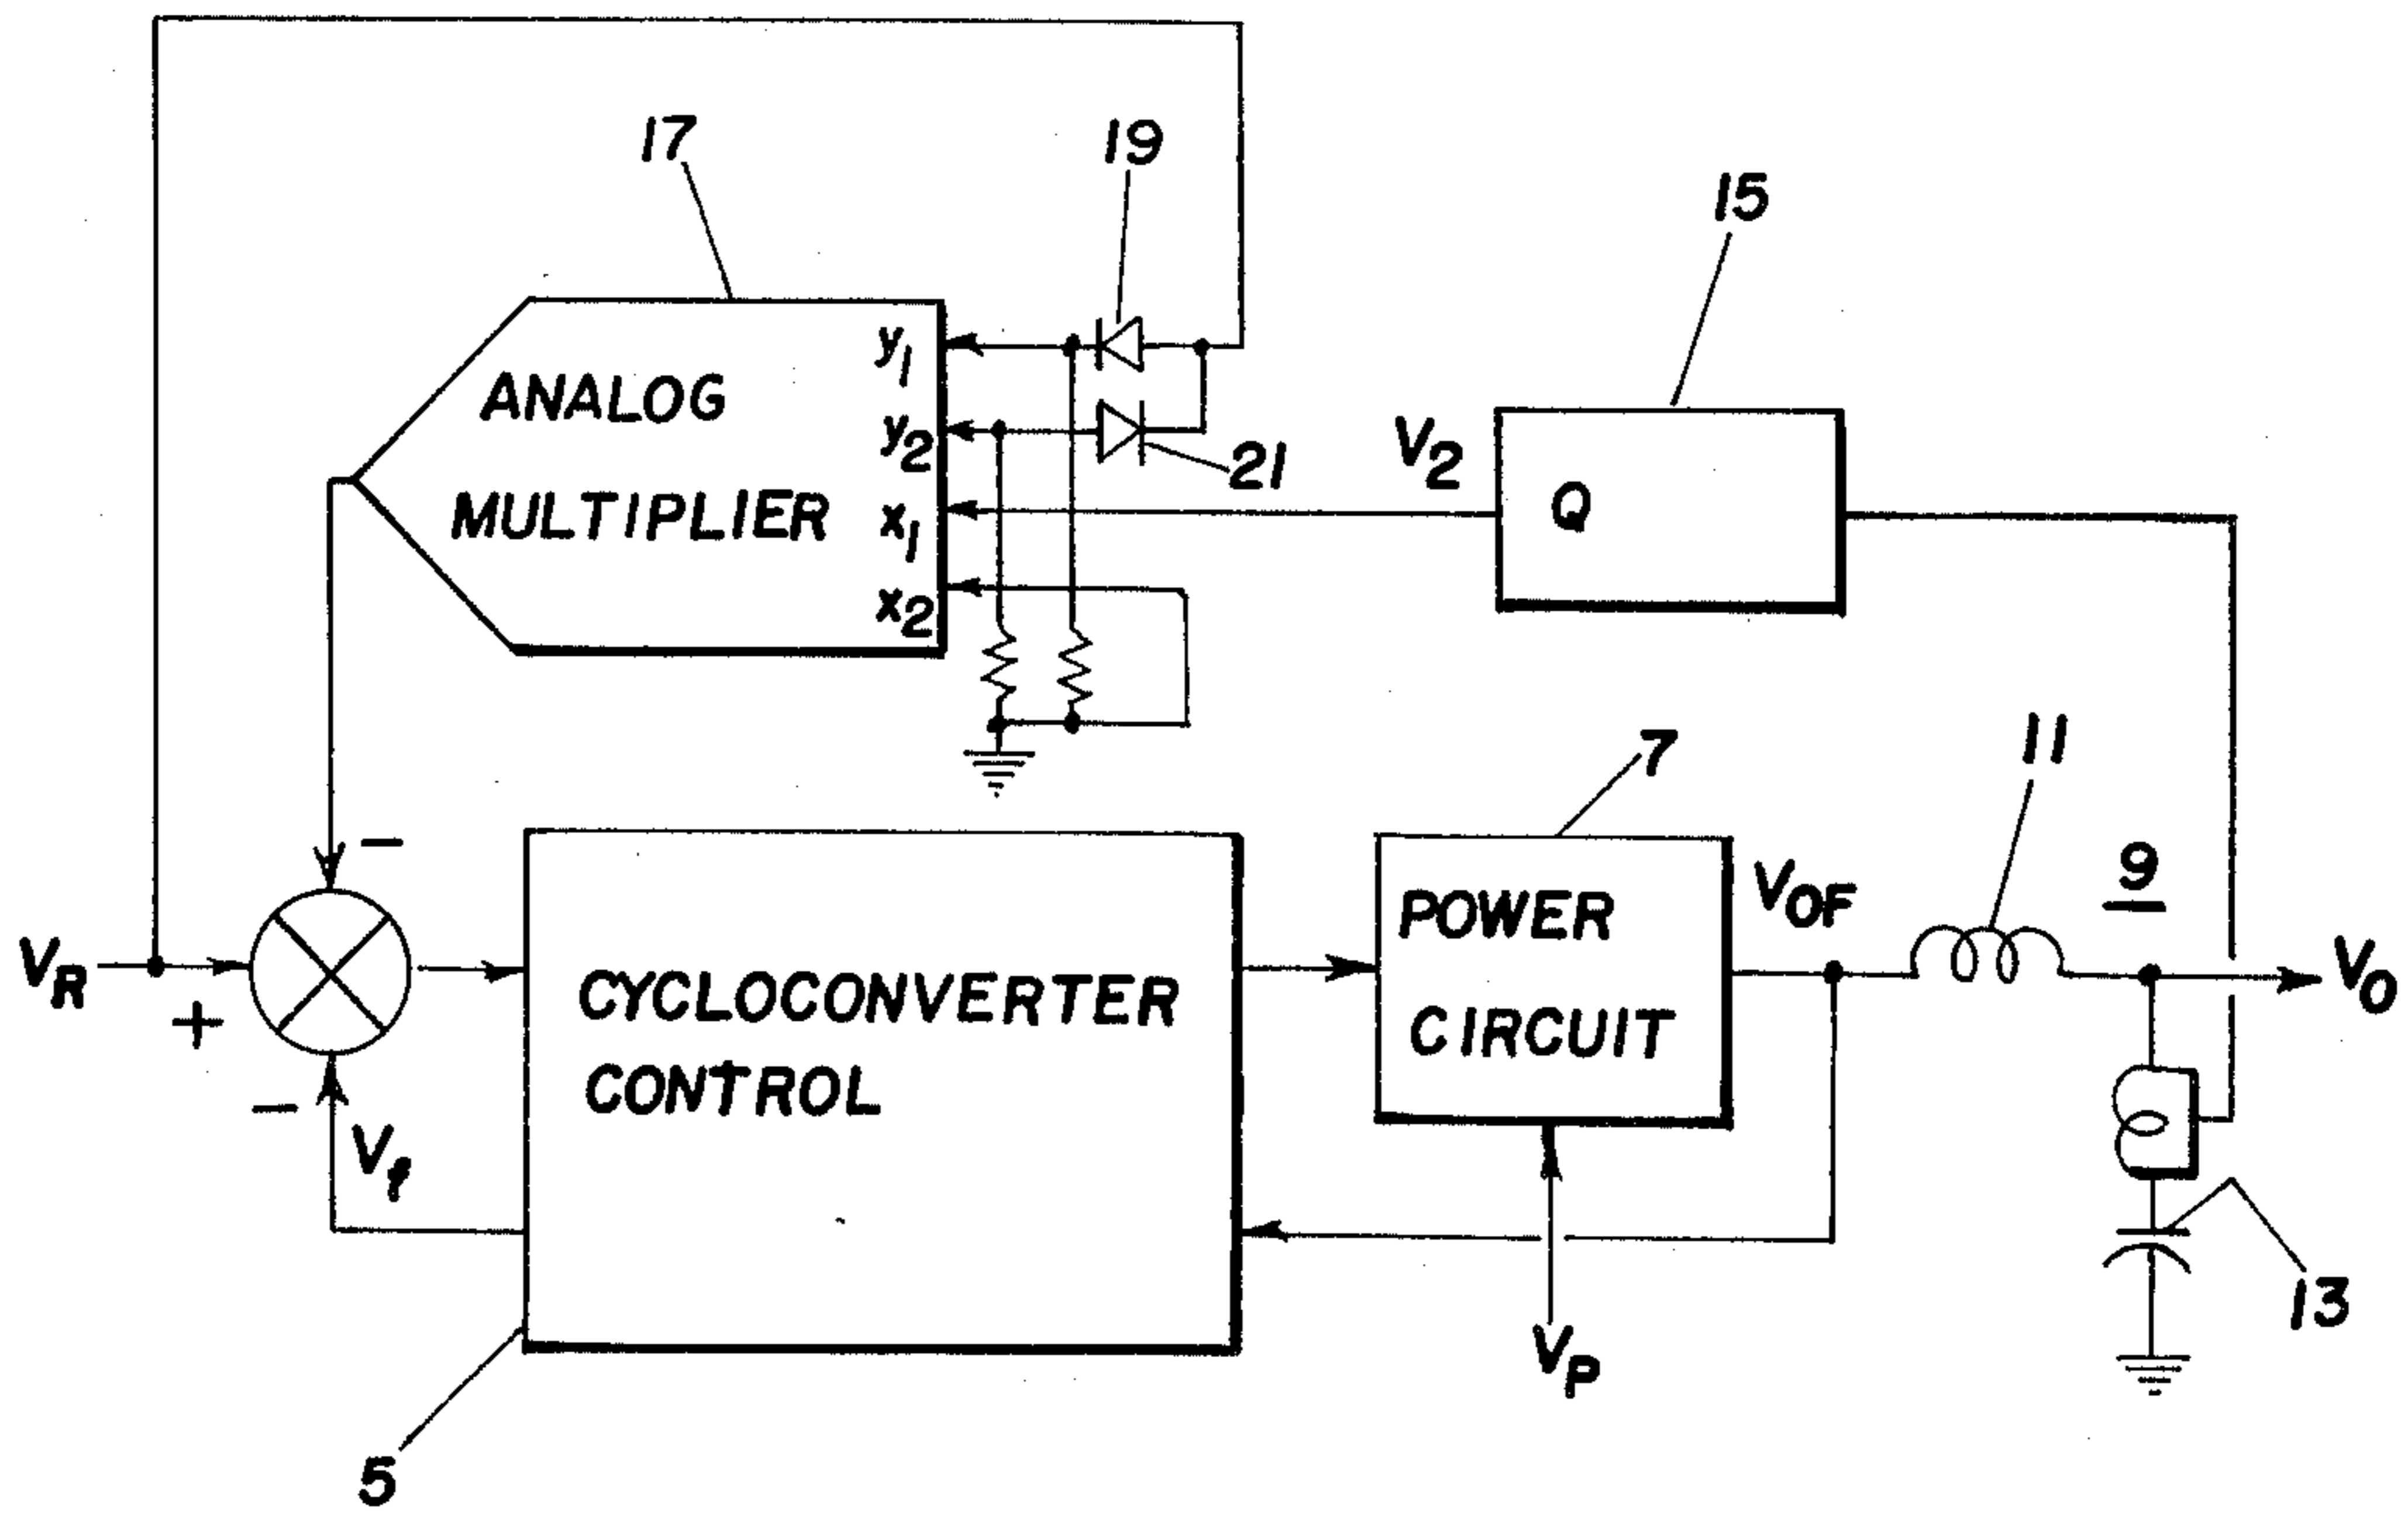 17
19
15
ANALOG
MULTIPLIER
y1
y2
x1
x2
21
V2
Q
7
11
9
POWER
CIRCUIT
VOF
VO
VR
+
−
−
Vf
CYCLOCONVERTER
CONTROL
VP
13
5